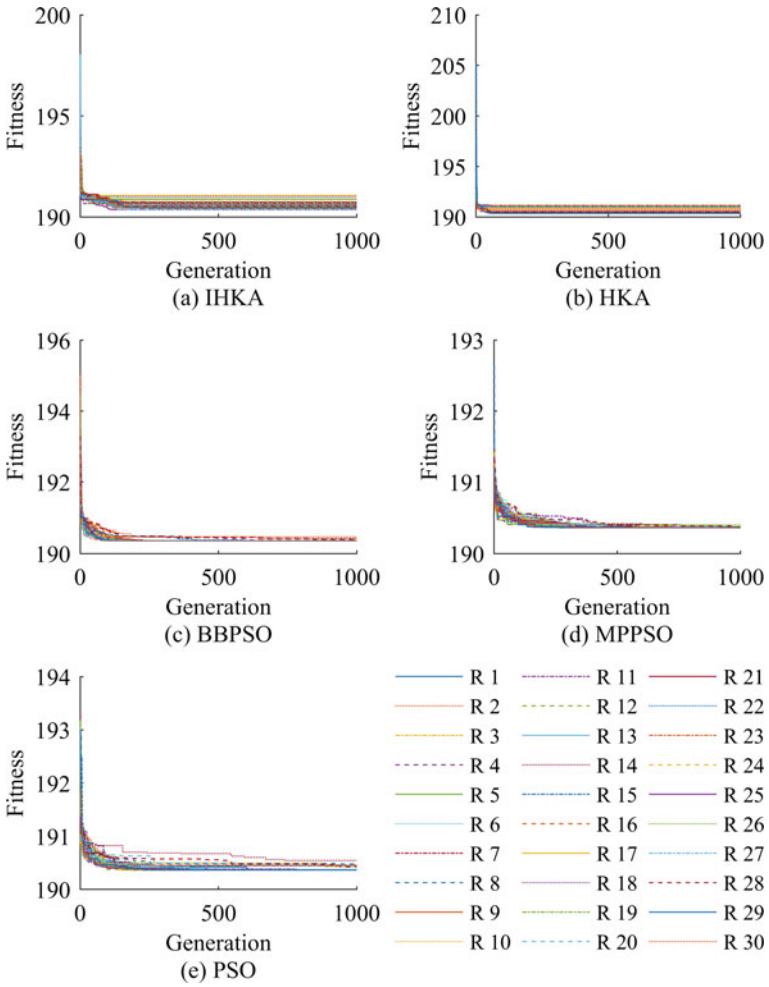 200
195
190
Fitness
0
500
1000
Generation
(a) IHKA
210
205
200
195
190
Fitness
0
500
1000
Generation
(b) HKA
196
194
192
190
Fitness
0
500
1000
Generation
(c) BBPSO
193
192
191
190
Fitness
0
500
1000
Generation
(d) MPPSO
194
193
192
191
190
Fitness
0
500
1000
Generation
(e) PSO
R 1
R 2
R 3
R 4
R 5
R 6
R 7
R 8
R 9
R 10
R 11
R 12
R 13
R 14
R 15
R 16
R 17
R 18
R 19
R 20
R 21
R 22
R 23
R 24
R 25
R 26
R 27
R 28
R 29
R 30